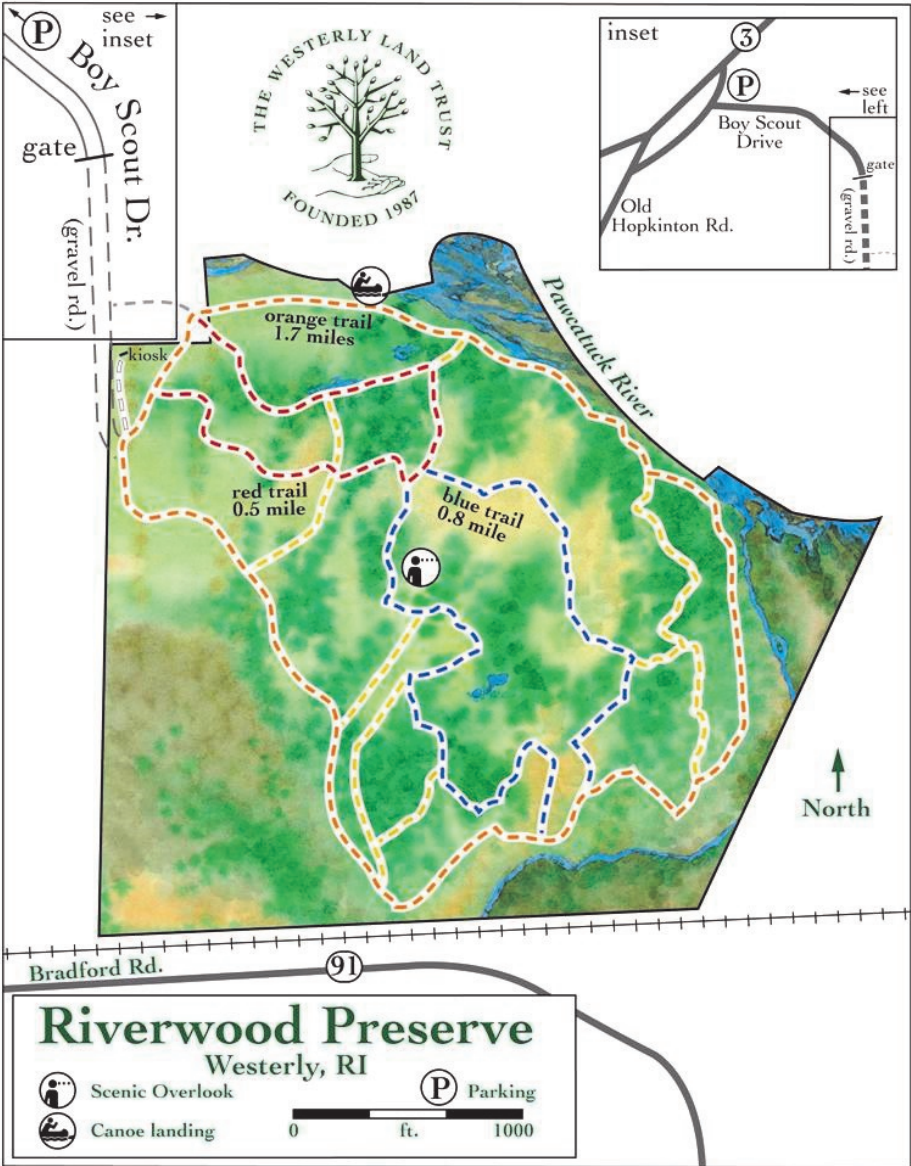 P
see
inset
Boy Scout Dr.
gate
(gravel rd.)
THE WESTERLY LAND TRUST
FOUNDED 1987
inset
3
P
see
left
Boy Scout
Drive
gate
(gravel rd.)
Old
Hopkinton Rd.
Pawcatuck River
orange trail
1.7 miles
kiosk
red trail
0.5 mile
blue trail
0.8 mile
North
Bradford Rd.
91
Riverwood Preserve
Westerly, RI
Scenic Overlook
P Parking
Canoe landing
0 ft. 1000